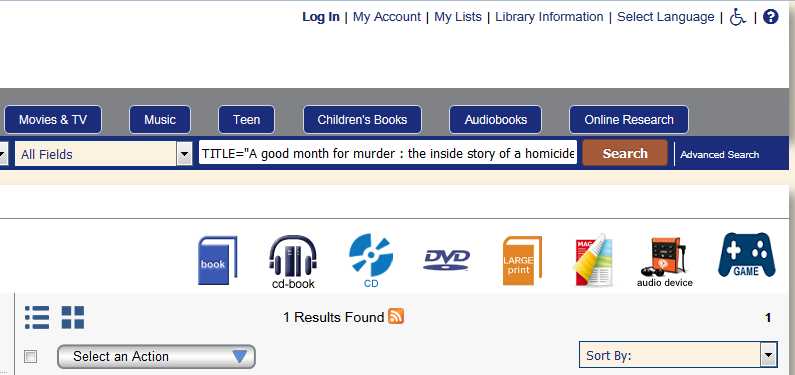 Log In | My Account | My Lists | Library Information | Select Language | | ?
Movies & TV Music Teen Children's Books Audiobooks Online Research
All Fields TITLE="A good month for murder : the inside story of a homicide Search Advanced Search
book cd-book CD DVD LARGE print MAG audio device GAME
1 Results Found 1
Select an Action Sort By: